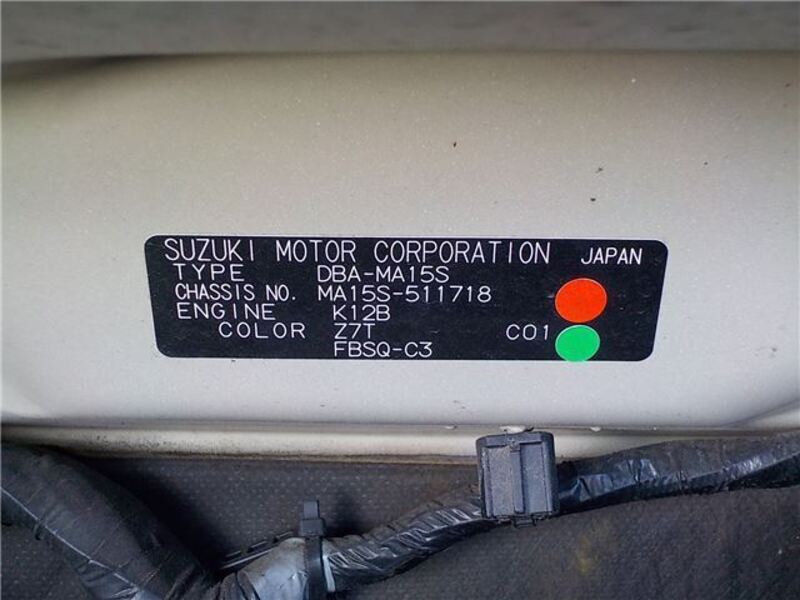 SUZUKI MOTOR CORPORATION JAPAN
TYPE DBA-MA15S
CHASSIS NO. MA15S-511718
ENGINE K12B
COLOR Z7T C01
FBSQ-C3